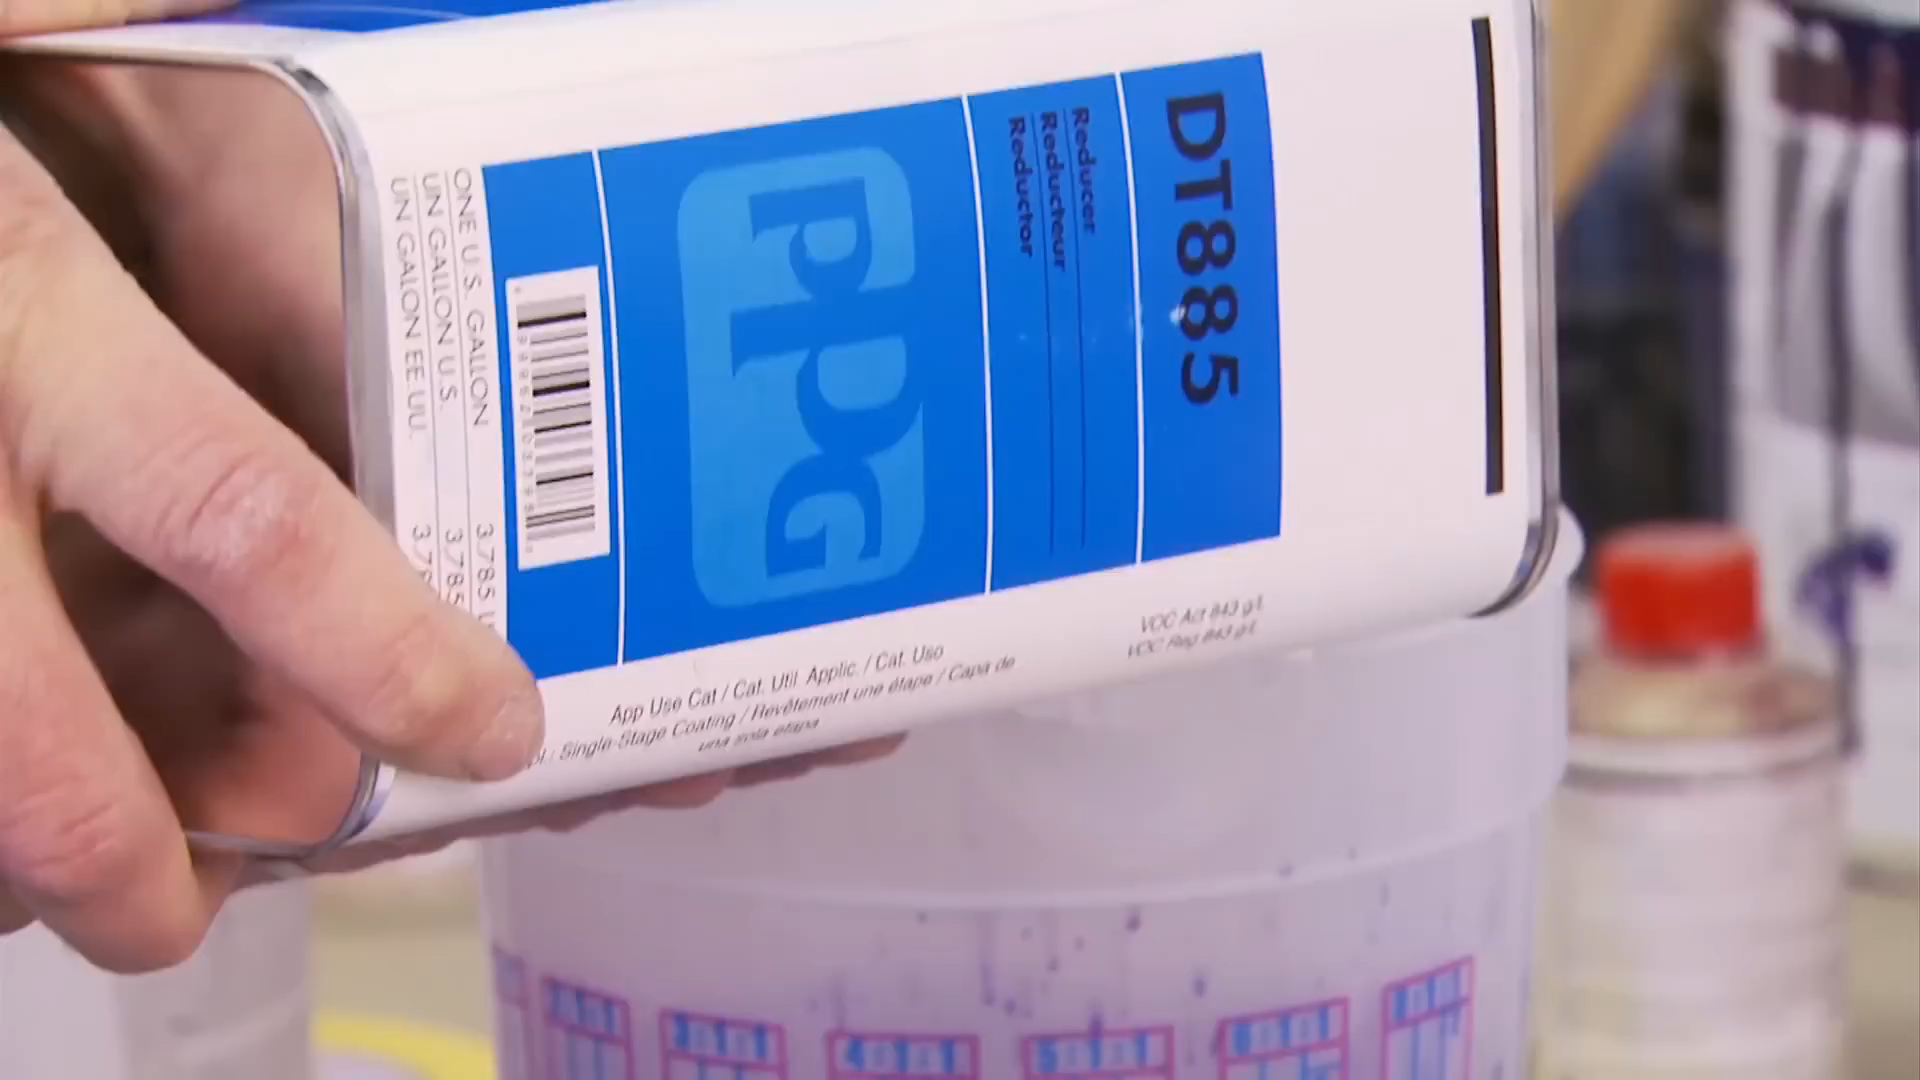 DT885
Reducer
Reducteur
Reductor
ppg
ONE U.S. GALLON
UN GALLON U.S.
UN GALON EE.UU.
3.785
3.785
App Use Cat / Cat. Util. Applic. / Cat. Uso
Single-Stage Coating / Revêtement une étape / Capa de
una sola etapa
VOC Act 843 g/l
VOC Reg 843 g/l